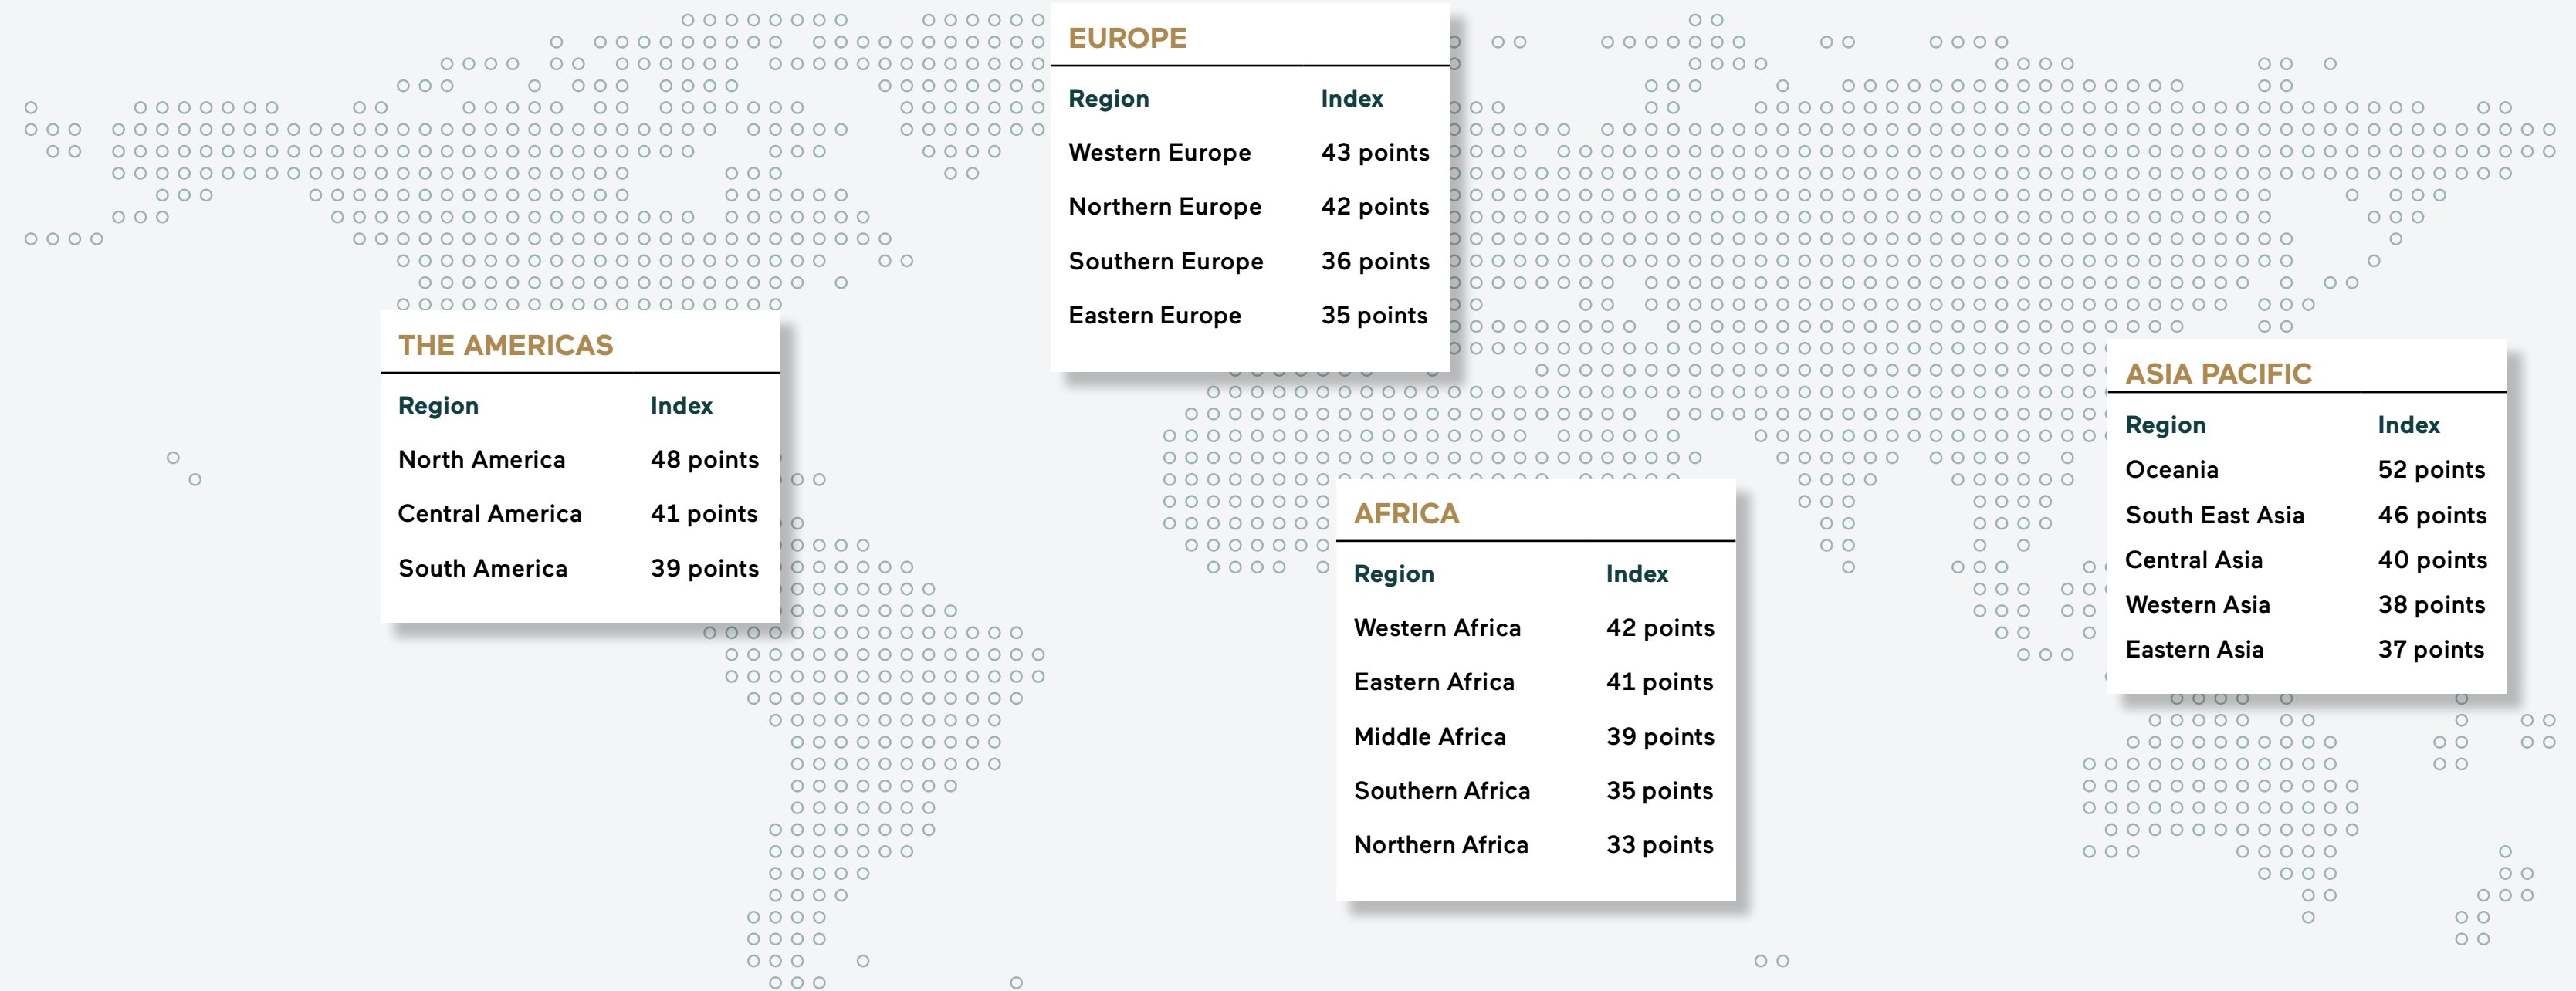 EUROPE
Region Index
Western Europe 43 points
Northern Europe 42 points
Southern Europe 36 points
Eastern Europe 35 points
THE AMERICAS
Region Index
North America 48 points
Central America 41 points
South America 39 points
AFRICA
Region Index
Western Africa 42 points
Eastern Africa 41 points
Middle Africa 39 points
Southern Africa 35 points
Northern Africa 33 points
ASIA PACIFIC
Region Index
Oceania 52 points
South East Asia 46 points
Central Asia 40 points
Western Asia 38 points
Eastern Asia 37 points